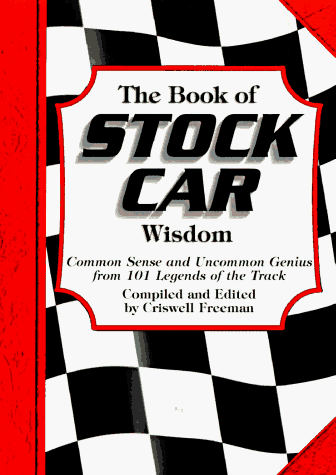 The Book of
STOCK
CAR
Wisdom
Common Sense and Uncommon Genius
from 101 Legends of the Track
Compiled and Edited
by Criswell Freeman